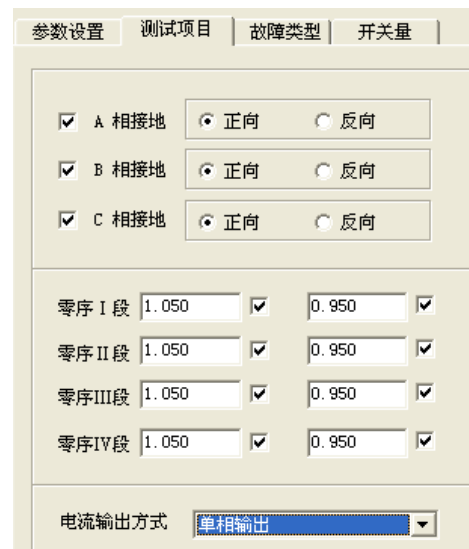 参数设置 测试项目 故障类型 开关量
A 相接地 正向 反向
B 相接地 正向 反向
C 相接地 正向 反向
零序 I 段 1.050 0.950
零序 II 段 1.050 0.950
零序III段 1.050 0.950
零序IV段 1.050 0.950
电流输出方式 单相输出